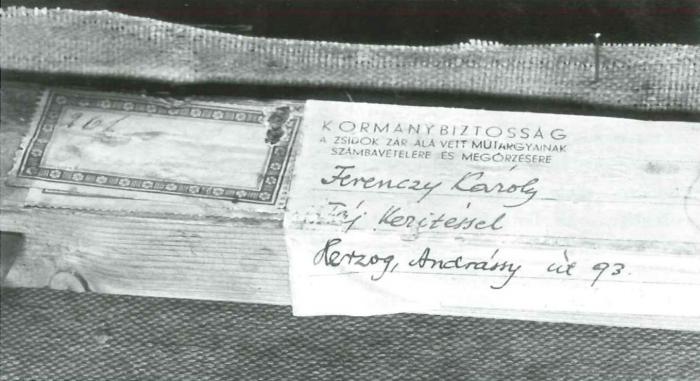 KORMÁNYBIZTOSSÁG
A ZSIDÓK ZÁR ALÁ VETT MŰTÁRGYAINAK
SZÁMBAVÉTELÉRE ÉS MEGŐRZÉSÉRE
Ferenczy Károly
Táj Kerítéssel
Herzog, Andrássy út 93.